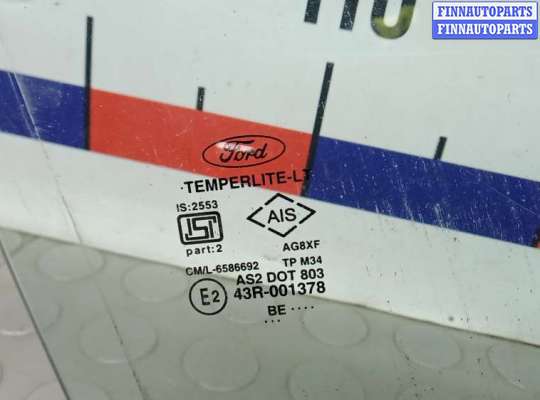 FINNAUTOPARTS
FINNAUTOPARTS
Ford
TEMPERLITE-LT
IS:2553
ISI
AIS
part:2
AG8XF
CM/L-6586692 TP M34
AS2 DOT 803
E2 43R-001378
BE ....
...